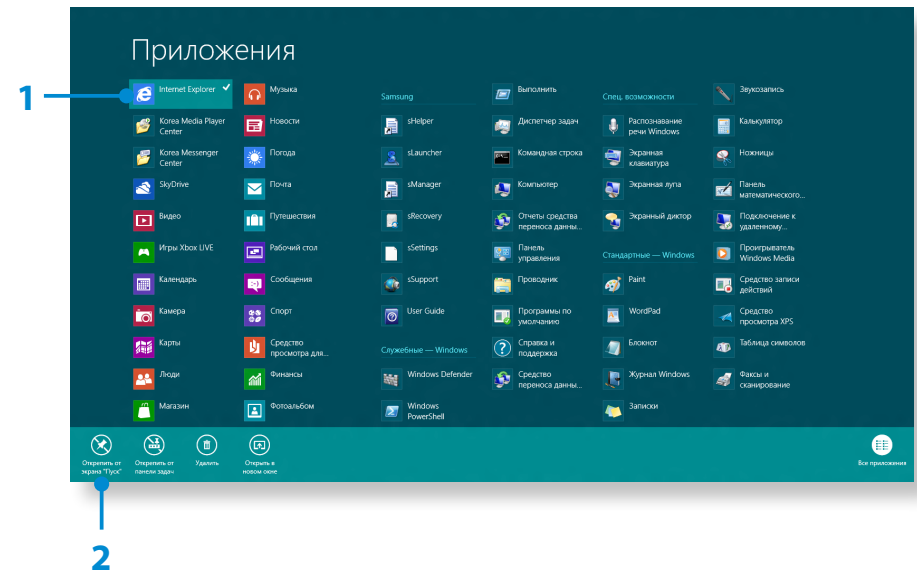 Приложения
1
Internet Explorer
Korea Media Player
Center
Korea Messenger
Center
SkyDrive
Видео
Игры Xbox LIVE
Календарь
Камера
Карты
Люди
Магазин
Музыка
Новости
Погода
Почта
Путешествия
Рабочий стол
Сообщения
Спорт
Средство
просмотра для...
Финансы
Фотоальбом
Samsung
sHelper
sLauncher
sManager
sRecovery
sSettings
sSupport
User Guide
Служебные — Windows
Windows Defender
Windows
PowerShell
Выполнить
Диспетчер задач
Командная строка
Компьютер
Отчеты средства
переноса данны...
Панель
управления
Проводник
Программы по
умолчанию
Справка и
поддержка
Средство
переноса данны...
Спец. возможности
Распознавание
речи Windows
Экранная
клавиатура
Экранная лупа
Экранный диктор
Стандартные — Windows
Paint
WordPad
Блокнот
Журнал Windows
Записки
Звукозапись
Калькулятор
Ножницы
Панель
математического...
Подключение к
удаленному...
Проигрыватель
Windows Media
Средство записи
действий
Средство
просмотра XPS
Таблица символов
Факсы и
сканирование
Открепить от
экрана "Пуск"
Открепить от
панели задач
Удалить
Открыть в
новом окне
Все приложения
2